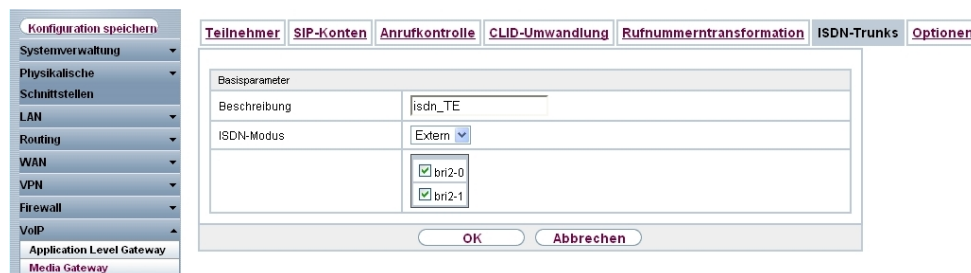 Konfiguration speichern
Systemverwaltung
Physikalische
Schnittstellen
LAN
Routing
WAN
VPN
Firewall
VoIP
Application Level Gateway
Media Gateway
Teilnehmer SIP-Konten Anrufkontrolle CLID-Umwandlung Rufnummerntransformation ISDN-Trunks Optionen
Basisparameter
Beschreibung isdn_TE
ISDN-Modus Extern
bri2-0
bri2-1
OK Abbrechen